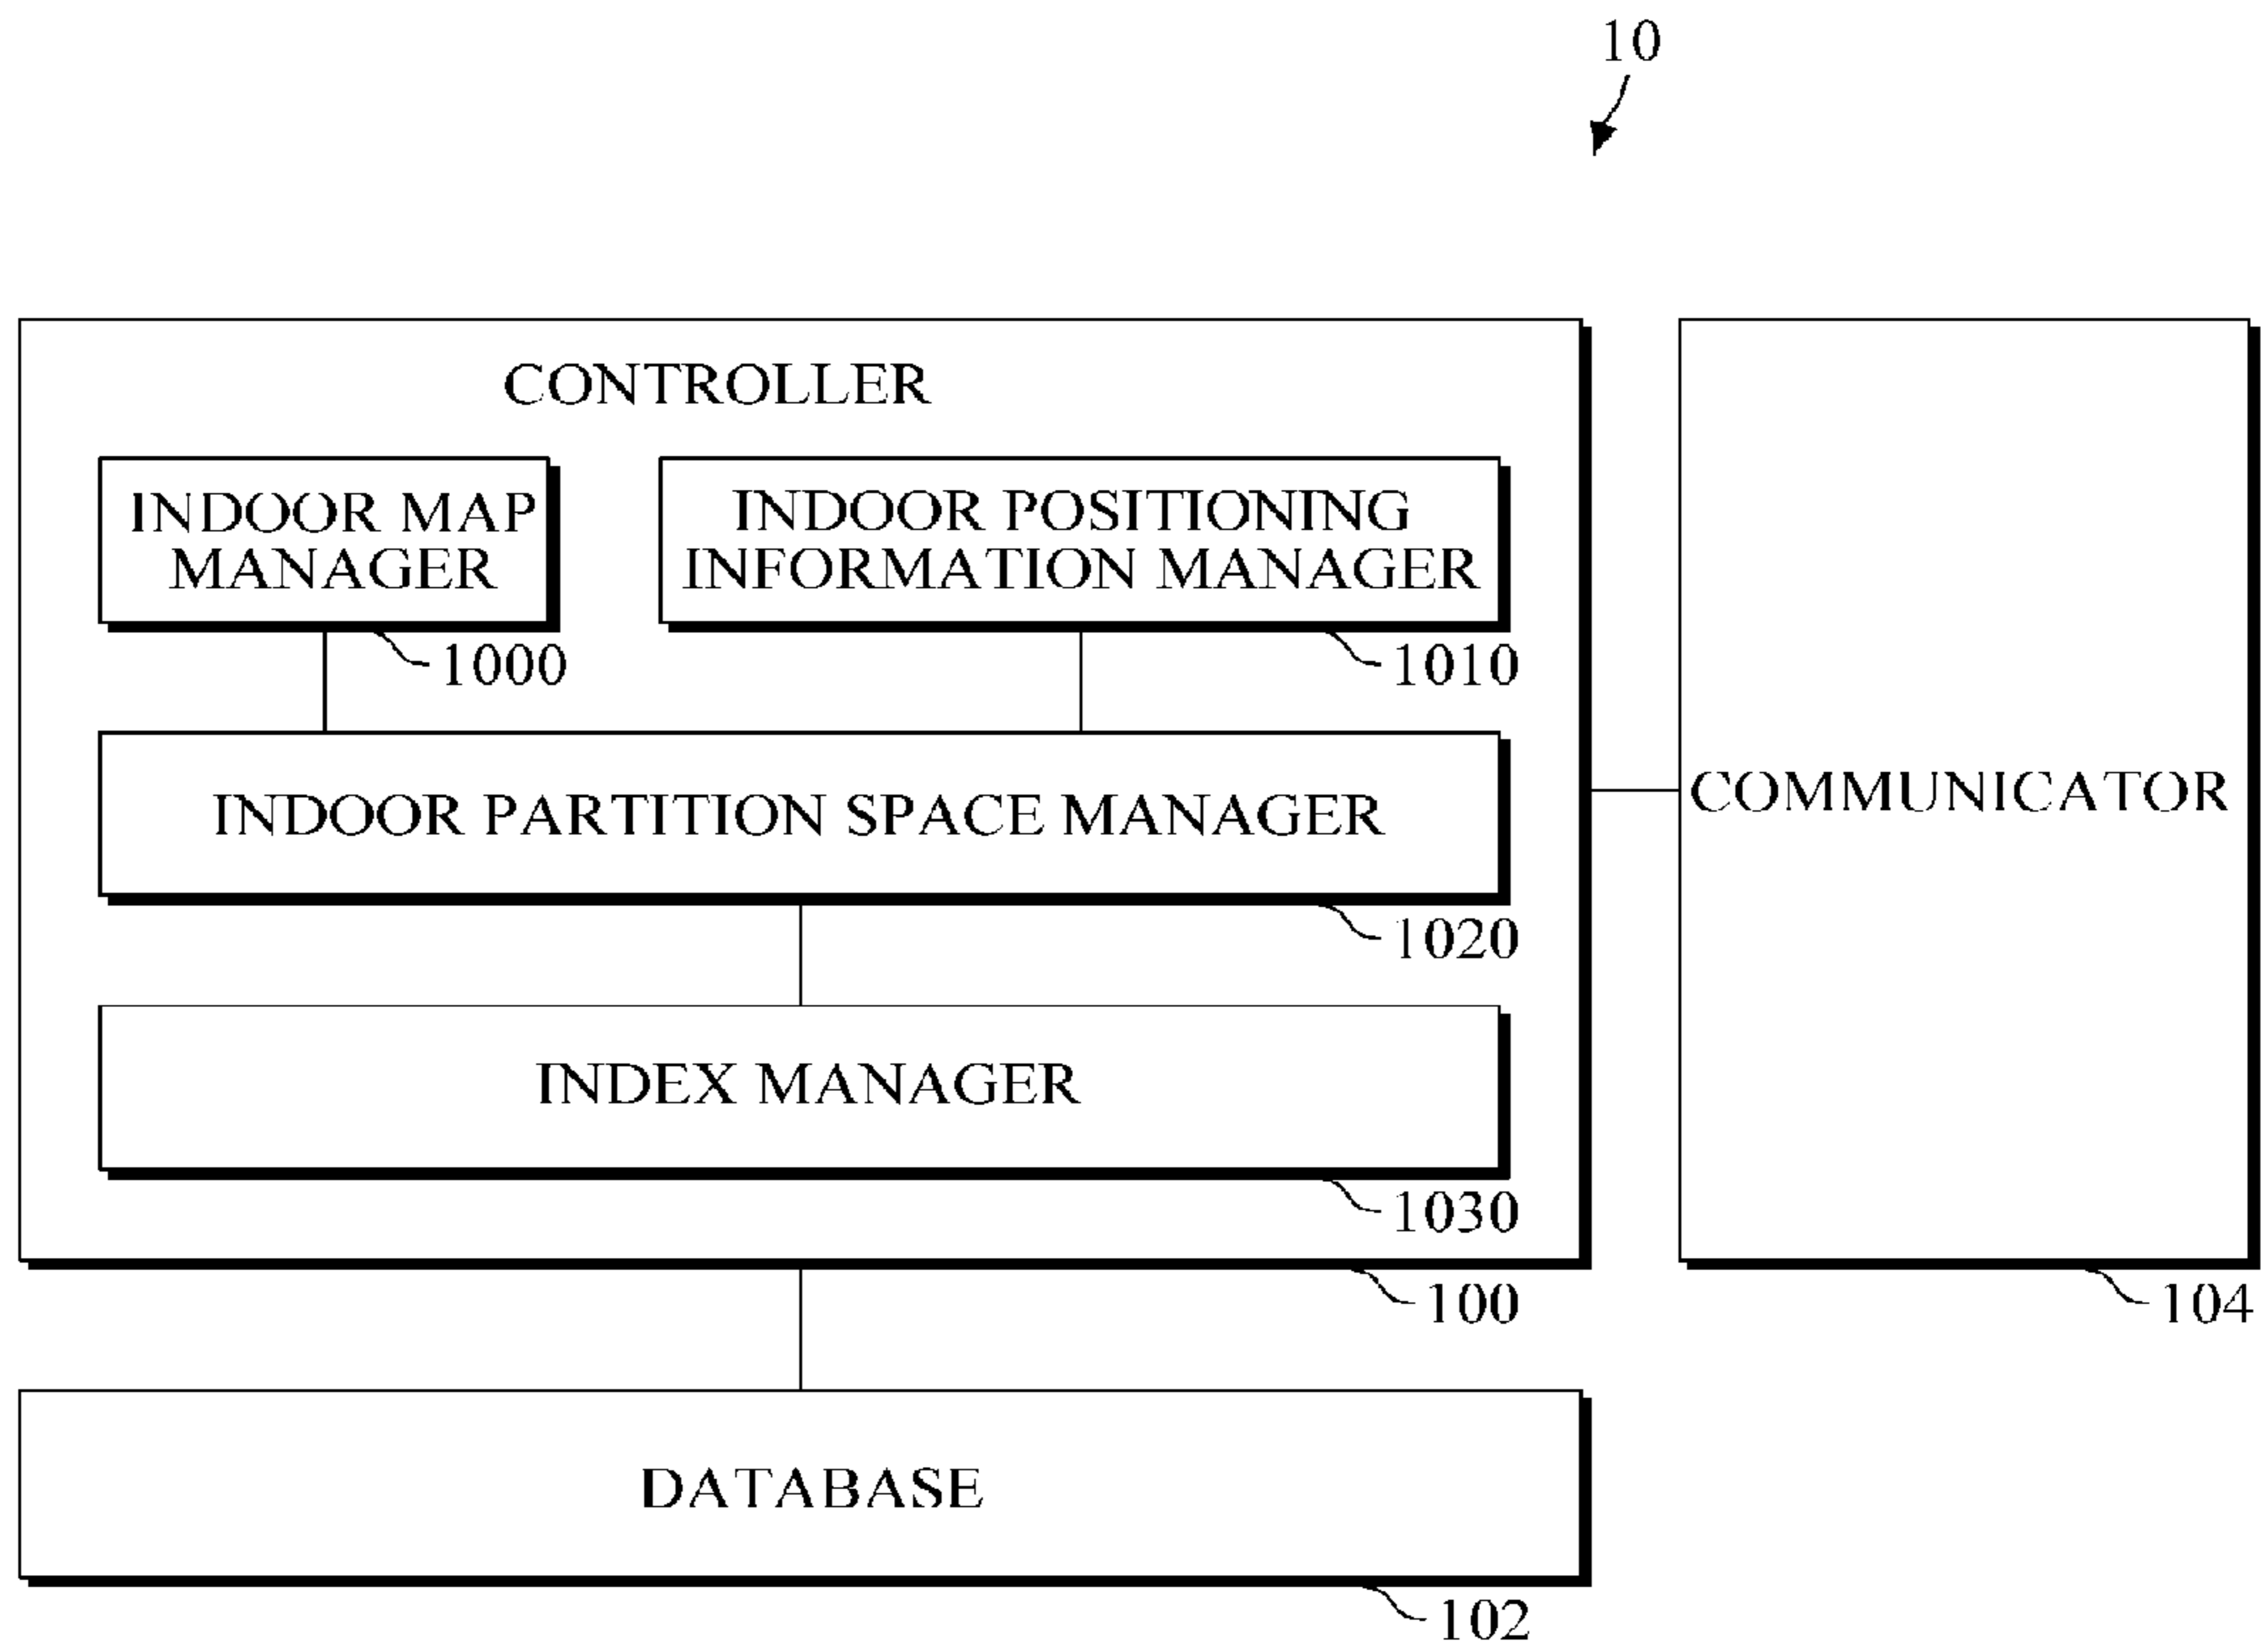 10
CONTROLLER
INDOOR MAP
MANAGER
1000
INDOOR POSITIONING
INFORMATION MANAGER
1010
INDOOR PARTITION SPACE MANAGER
1020
INDEX MANAGER
1030
100
COMMUNICATOR
104
DATABASE
102